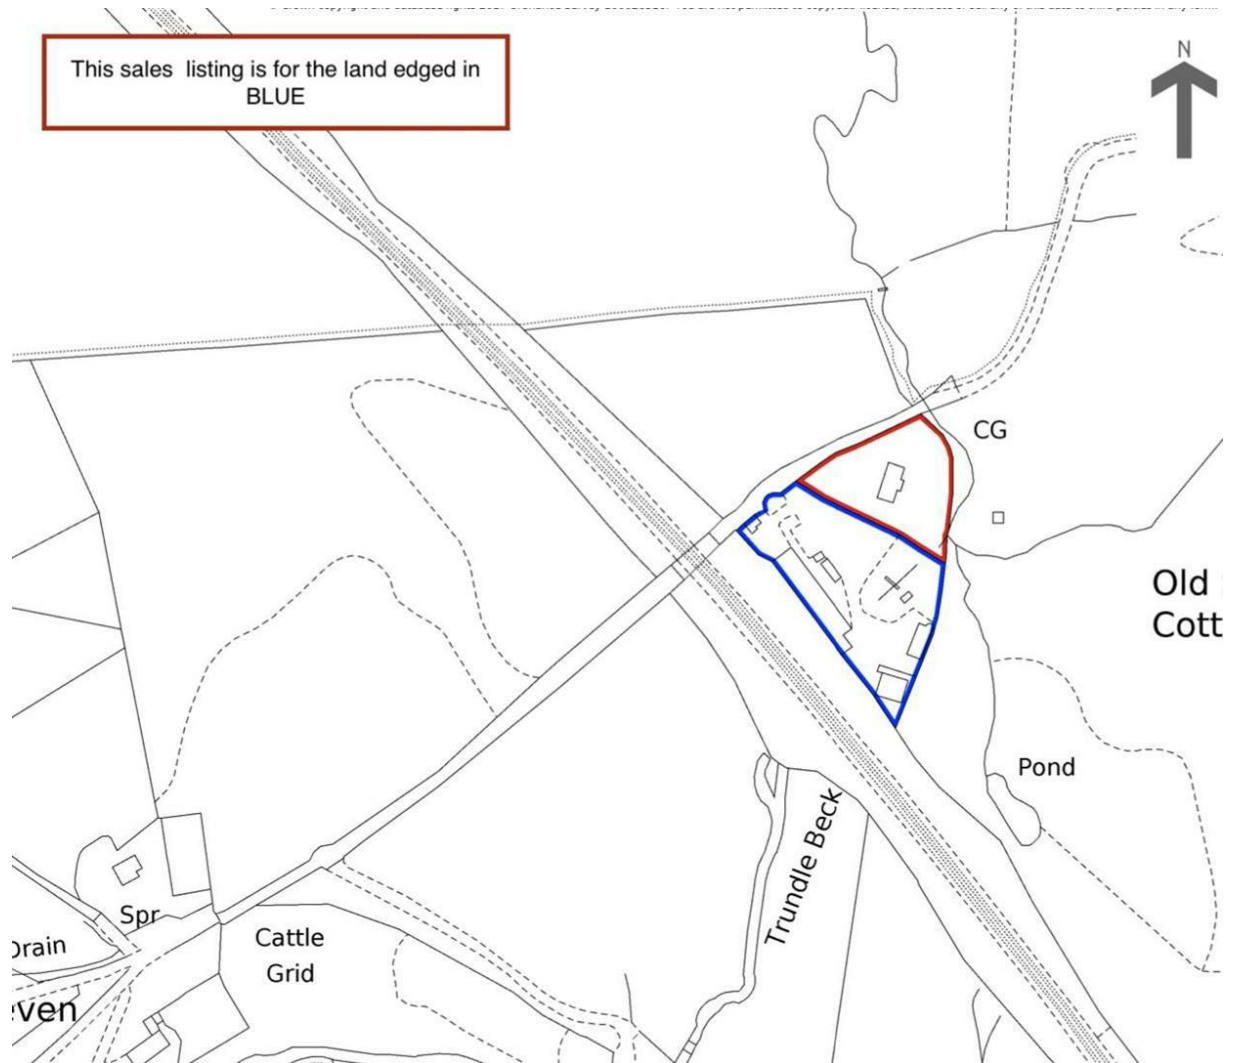 This sales listing is for the land edged in
BLUE
N
CG
Old
Cott
Pond
Trundle Beck
Spr
Drain
Cattle
Grid
even